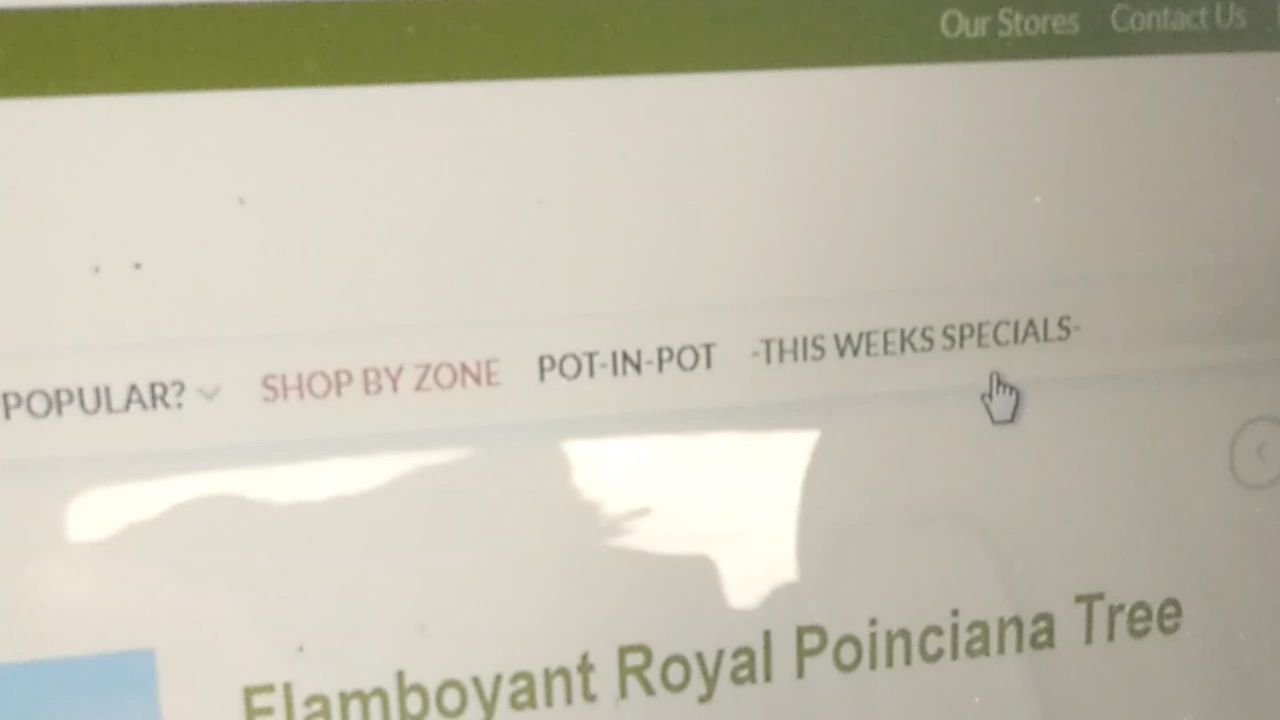 Our Stores Contact Us
POPULAR? SHOP BY ZONE POT-IN-POT -THIS WEEKS SPECIALS-
Flamboyant Royal Poinciana Tree